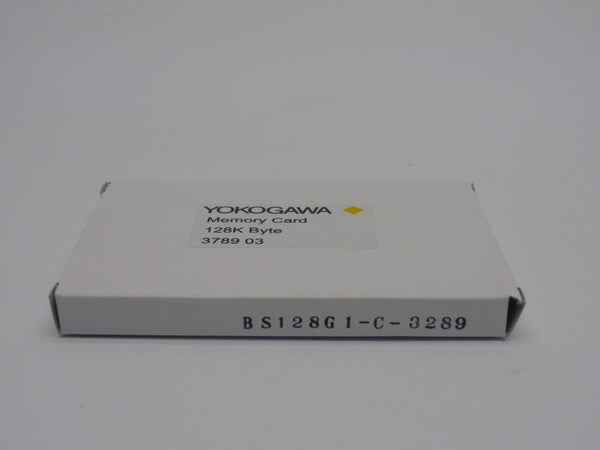 YOKOGAWA
Memory Card
128K Byte
3789 03
BS128G1-C-3289